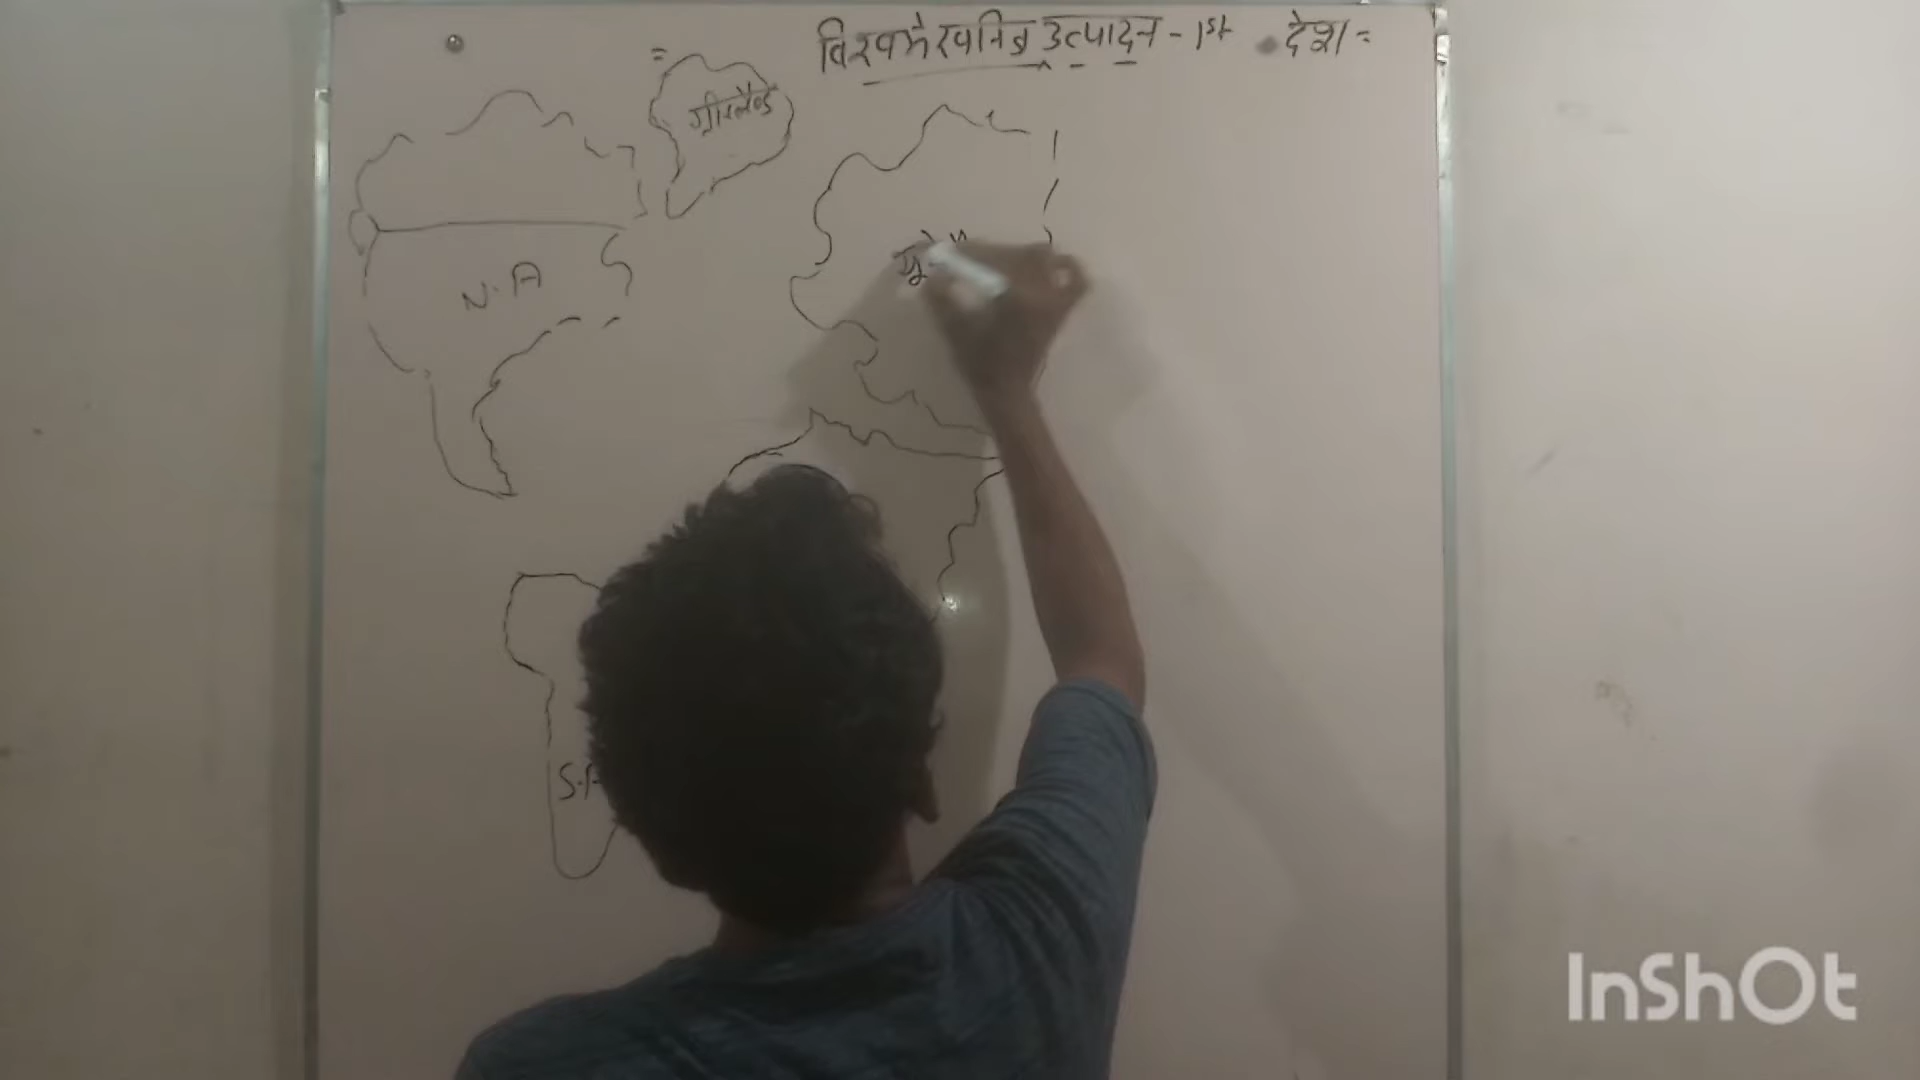 विश्व मे खनिज उत्पादन - 1st • देश =
ग्रीनलैण्ड
N.A
S.A
InShOt